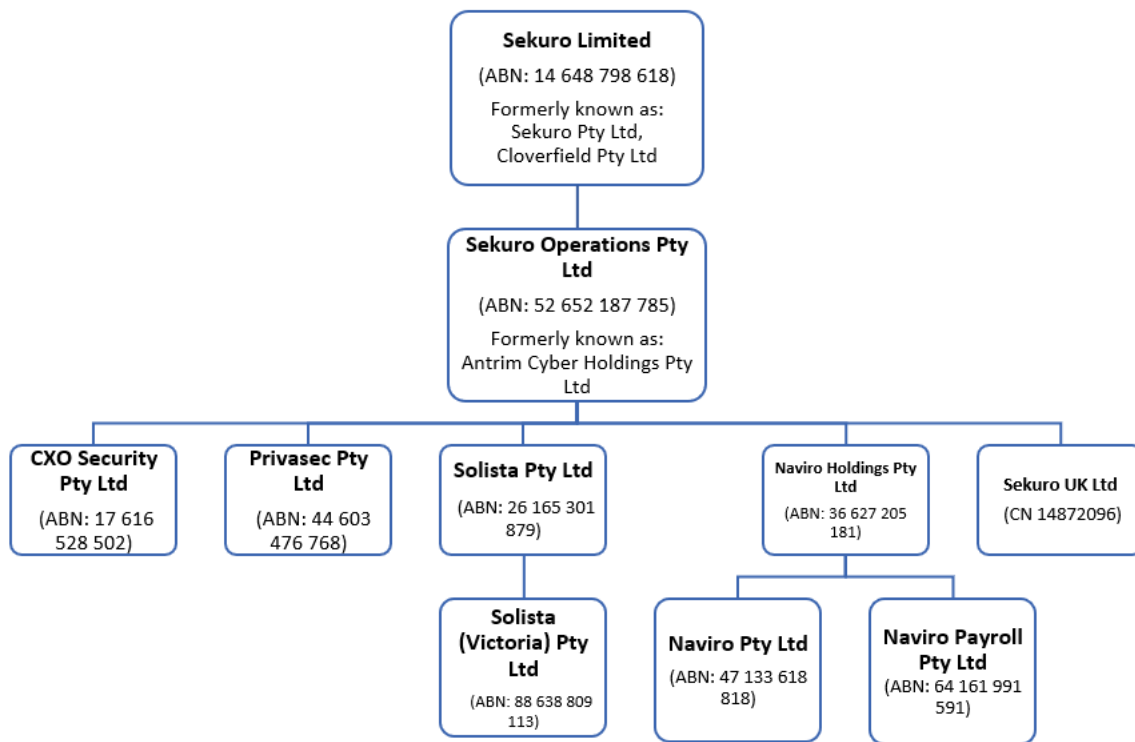 Sekuro Limited
(ABN: 14 648 798 618)
Formerly known as:
Sekuro Pty Ltd,
Cloverfield Pty Ltd
Sekuro Operations Pty
Ltd
(ABN: 52 652 187 785)
Formerly known as:
Antrim Cyber Holdings Pty
Ltd
CXO Security
Pty Ltd
(ABN: 17 616
528 502)
Privasec Pty
Ltd
(ABN: 44 603
476 768)
Solista Pty Ltd
(ABN: 26 165 301
879)
Naviro Holdings Pty
Ltd
(ABN: 36 627 205
181)
Sekuro UK Ltd
(CN 14872096)
Solista
(Victoria) Pty
Ltd
(ABN: 88 638 809
113)
Naviro Pty Ltd
(ABN: 47 133 618
818)
Naviro Payroll
Pty Ltd
(ABN: 64 161 991
591)